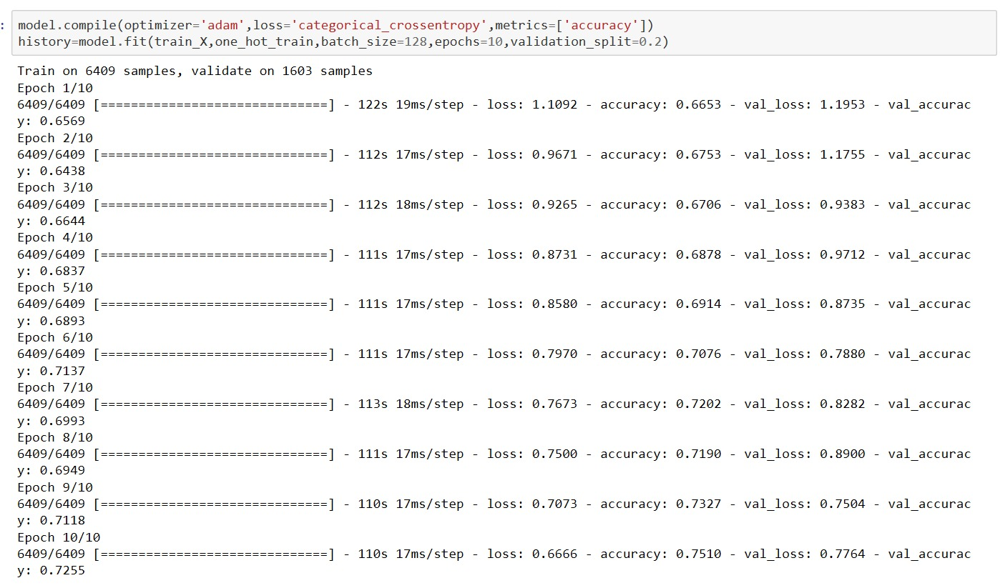 :
model.compile(optimizer='adam',loss='categorical_crossentropy',metrics=['accuracy'])
history=model.fit(train_X,one_hot_train,batch_size=128,epochs=10,validation_split=0.2)
Train on 6409 samples, validate on 1603 samples
Epoch 1/10
6409/6409 [==============================] - 122s 19ms/step - loss: 1.1092 - accuracy: 0.6653 - val_loss: 1.1953 - val_accurac
y: 0.6569
Epoch 2/10
6409/6409 [==============================] - 112s 17ms/step - loss: 0.9671 - accuracy: 0.6753 - val_loss: 1.1755 - val_accurac
y: 0.6438
Epoch 3/10
6409/6409 [==============================] - 112s 18ms/step - loss: 0.9265 - accuracy: 0.6706 - val_loss: 0.9383 - val_accurac
y: 0.6644
Epoch 4/10
6409/6409 [==============================] - 111s 17ms/step - loss: 0.8731 - accuracy: 0.6878 - val_loss: 0.9712 - val_accurac
y: 0.6837
Epoch 5/10
6409/6409 [==============================] - 111s 17ms/step - loss: 0.8580 - accuracy: 0.6914 - val_loss: 0.8735 - val_accurac
y: 0.6893
Epoch 6/10
6409/6409 [==============================] - 111s 17ms/step - loss: 0.7970 - accuracy: 0.7076 - val_loss: 0.7880 - val_accurac
y: 0.7137
Epoch 7/10
6409/6409 [==============================] - 113s 18ms/step - loss: 0.7673 - accuracy: 0.7202 - val_loss: 0.8282 - val_accurac
y: 0.6993
Epoch 8/10
6409/6409 [==============================] - 111s 17ms/step - loss: 0.7500 - accuracy: 0.7190 - val_loss: 0.8900 - val_accurac
y: 0.6949
Epoch 9/10
6409/6409 [==============================] - 110s 17ms/step - loss: 0.7073 - accuracy: 0.7327 - val_loss: 0.7504 - val_accurac
y: 0.7118
Epoch 10/10
6409/6409 [==============================] - 110s 17ms/step - loss: 0.6666 - accuracy: 0.7510 - val_loss: 0.7764 - val_accurac
y: 0.7255